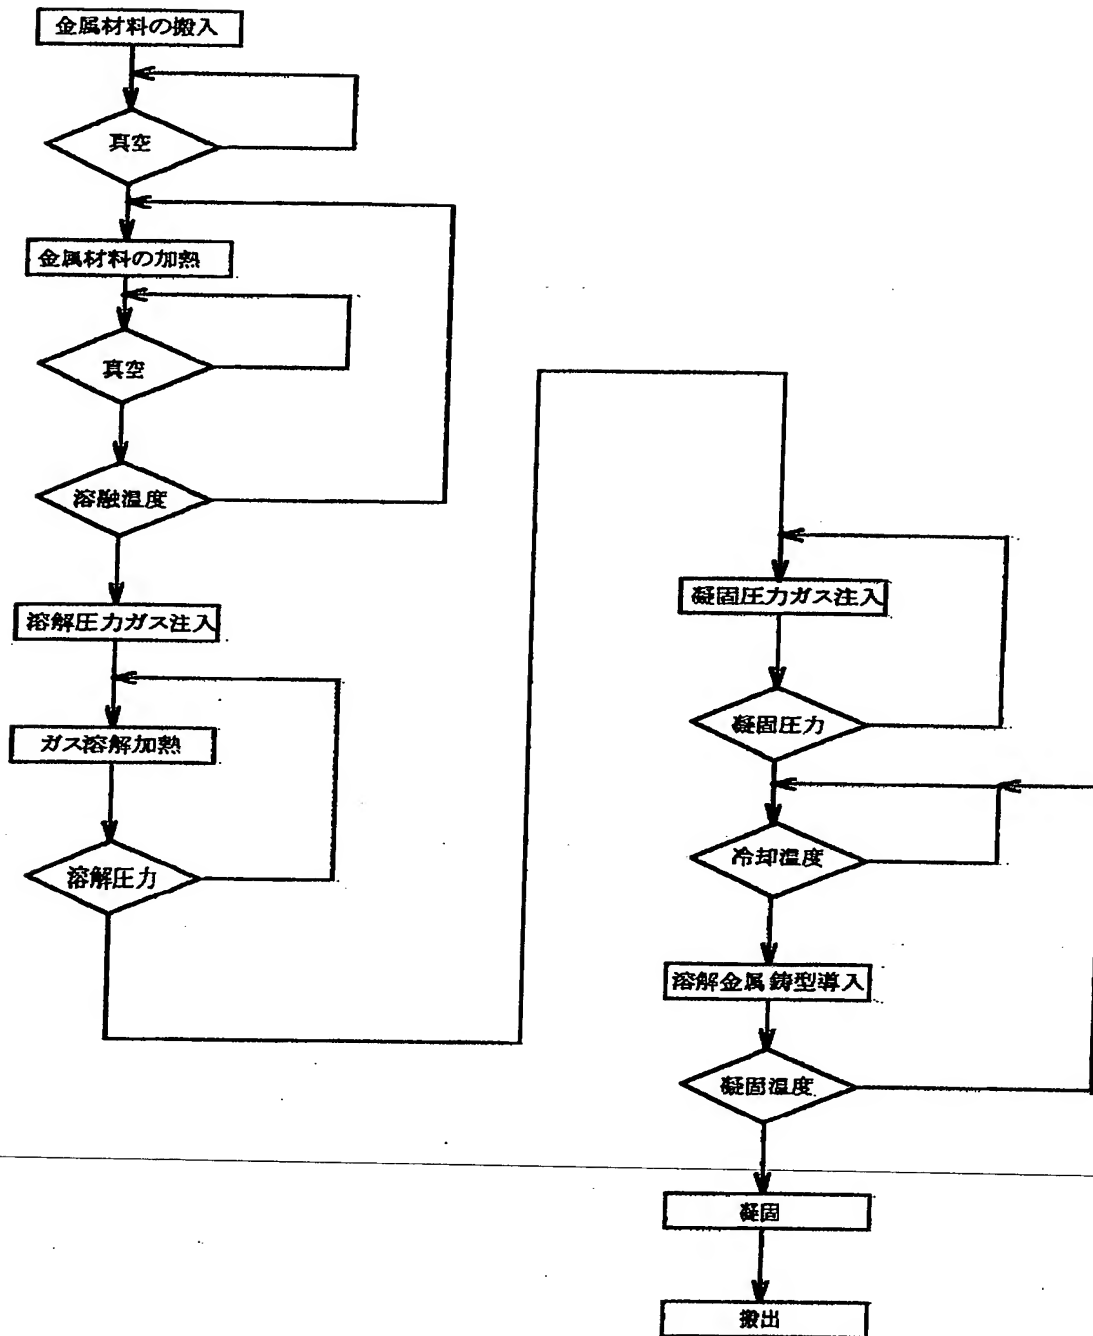 金属材料の搬入
真空
金属材料の加熱
真空
溶融温度
溶解圧力ガス注入
ガス溶解加熱
溶解圧力
凝固圧力ガス注入
凝固圧力
冷却温度
溶解金属鋳型導入
凝固温度
凝固
搬出